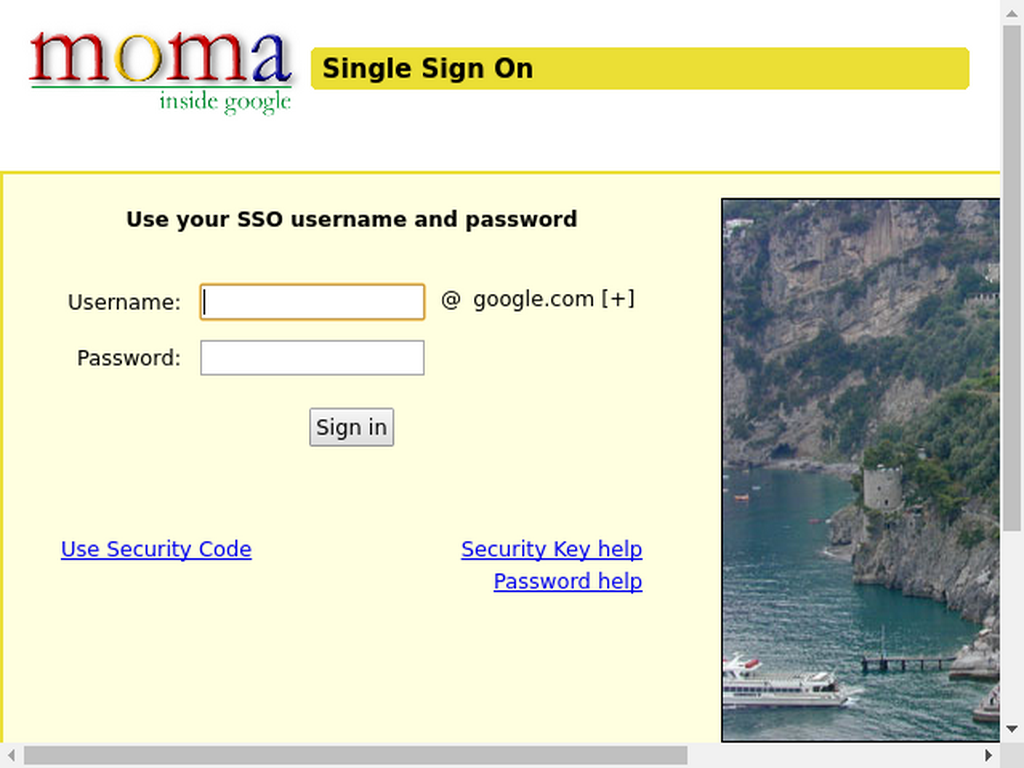 moma
inside google
Single Sign On
Use your SSO username and password
Username: @ google.com [+]
Password:
Sign in
Use Security Code
Security Key help
Password help